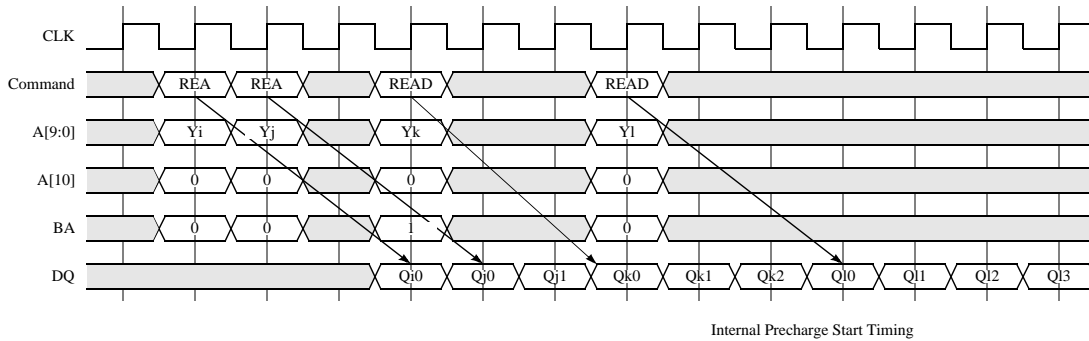 CLK
Command REA REA READ READ
A[9:0] Yi Yj Yk Yl
A[10] 0 0 0 0
BA 0 0 1 0
DQ Qi0 Qj0 Qj1 Qk0 Qk1 Qk2 Ql0 Ql1 Ql2 Ql3
Internal Precharge Start Timing